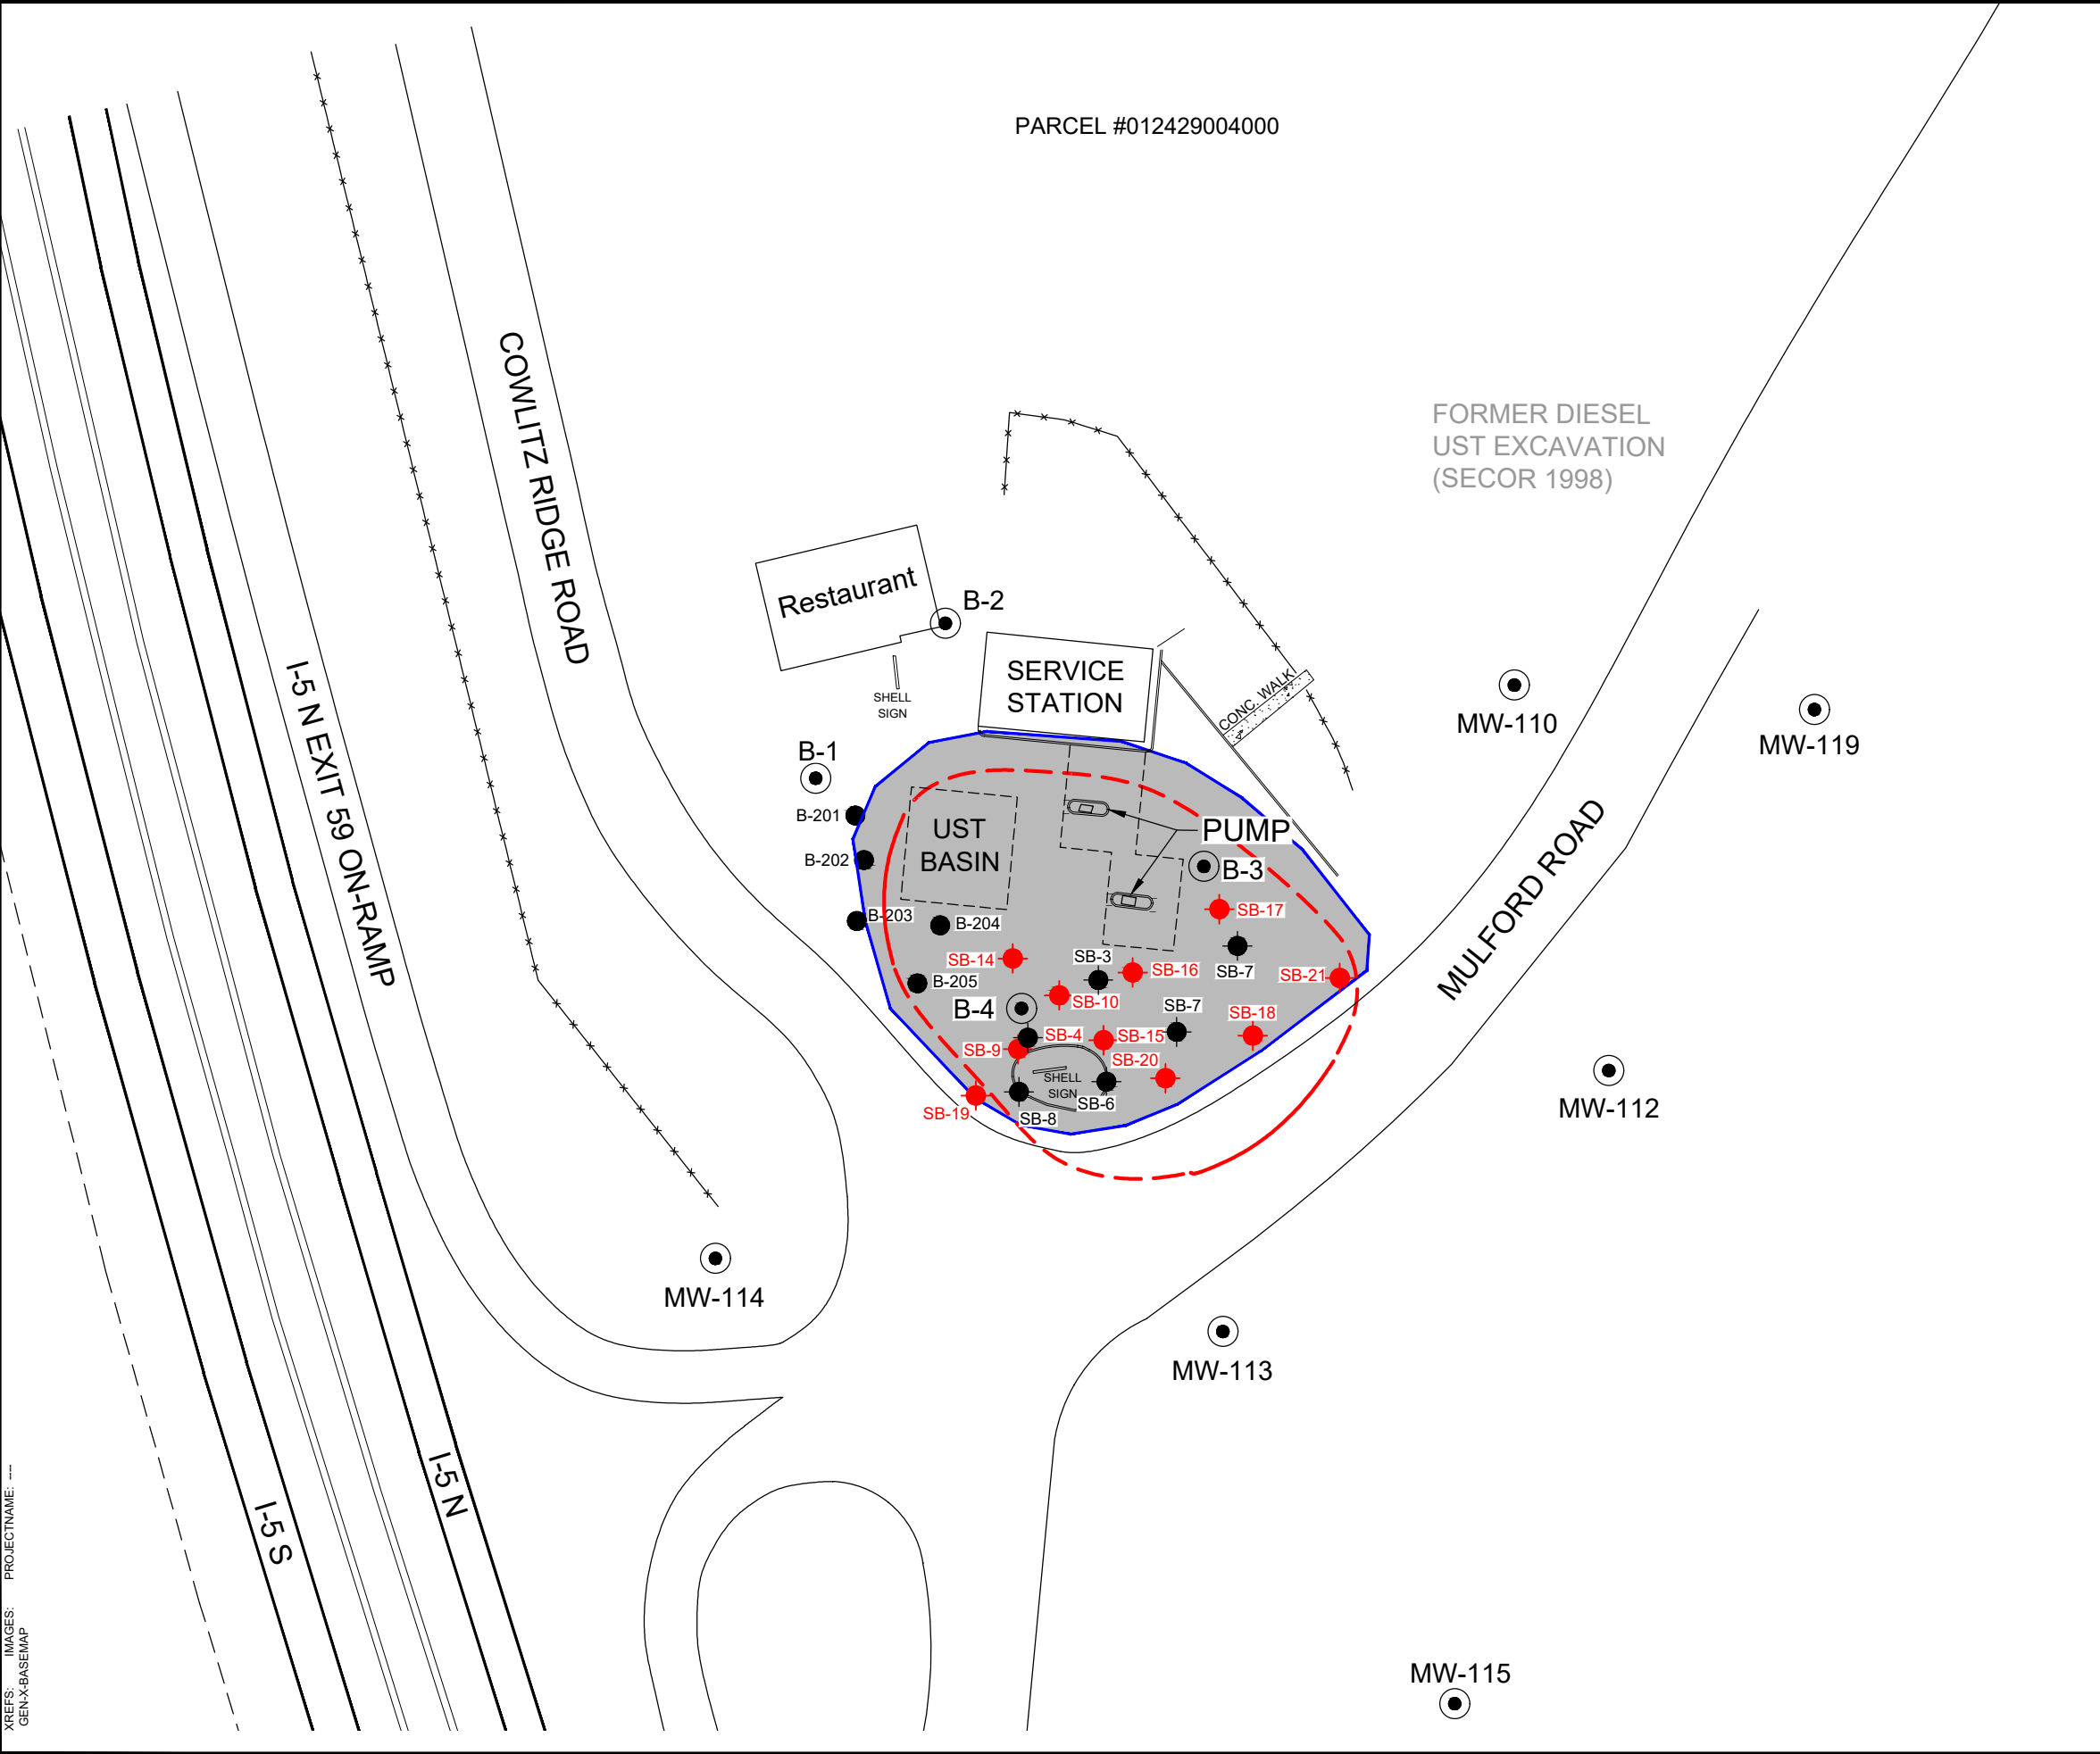 PARCEL #012429004000
COWLITZ RIDGE ROAD
FORMER DIESEL
UST EXCAVATION
(SECOR 1998)
Restaurant
B-2
SERVICE
STATION
SHELL
SIGN
CONC. WALK
MW-110
MW-119
I-5 N EXIT 59 ON-RAMP
B-1
B-201
B-202
UST
BASIN
PUMP
B-3
MULFORD ROAD
B-203
B-204
SB-17
SB-14
SB-3
SB-16
SB-7
SB-21
B-205
SB-10
B-4
SB-7
SB-18
SB-9
SB-4
SB-15
SB-20
SHELL
SIGN
SB-19
SB-8
SB-6
MW-112
MW-114
MW-113
I-5 N
I-5 S
MW-115
XREFS: IMAGES: PROJECTNAME: ---
GEN-X-BASEMAP